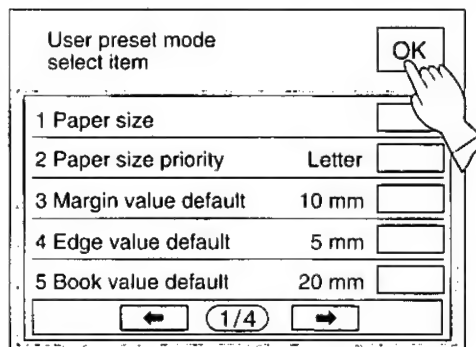 User preset mode
select item
OK
1 Paper size
2 Paper size priority Letter
3 Margin value default 10 mm
4 Edge value default 5 mm
5 Book value default 20 mm
1/4